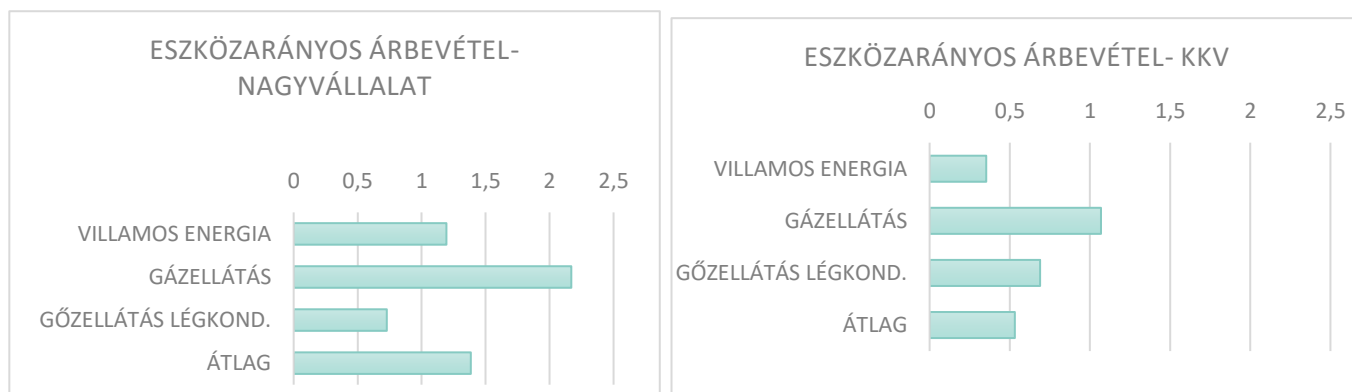 ESZKÖZARÁNYOS ÁRBEVÉTEL-
NAGYVÁLLALAT
0 0,5 1 1,5 2 2,5
VILLAMOS ENERGIA
GÁZELLÁTÁS
GŐZELLÁTÁS LÉGKOND.
ÁTLAG
ESZKÖZARÁNYOS ÁRBEVÉTEL- KKV
0 0,5 1 1,5 2 2,5
VILLAMOS ENERGIA
GÁZELLÁTÁS
GŐZELLÁTÁS LÉGKOND.
ÁTLAG